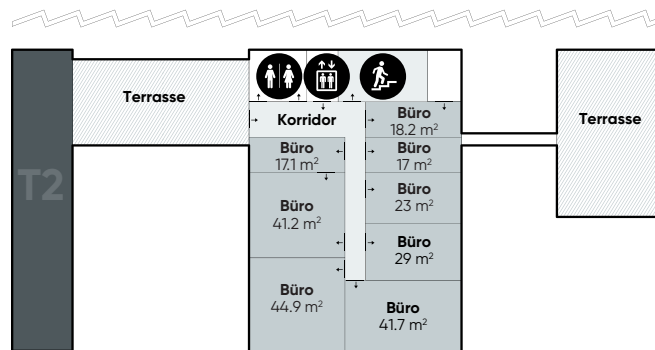 Terrasse
Korridor
Büro
18.2 m²
Terrasse
Büro
17.1 m²
Büro
17 m²
T2
Büro
41.2 m²
Büro
23 m²
Büro
29 m²
Büro
44.9 m²
Büro
41.7 m²